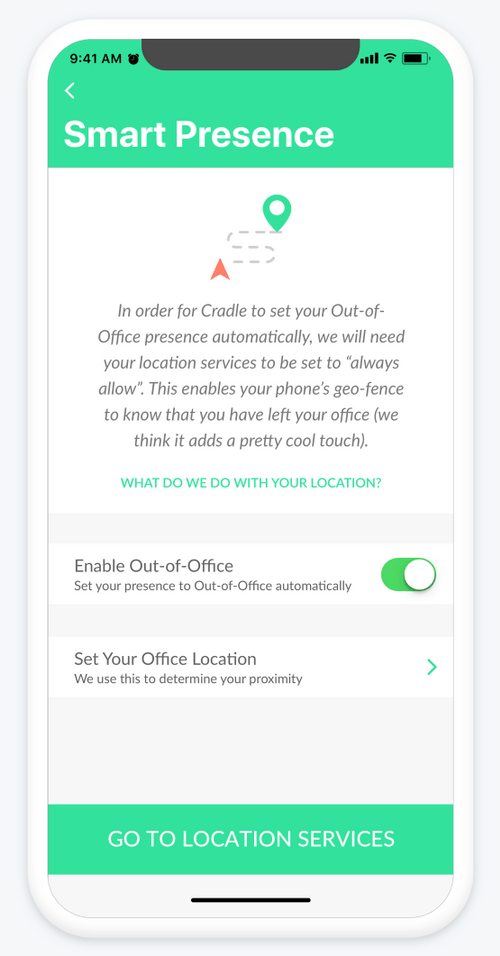 9:41 AM
Smart Presence
In order for Cradle to set your Out-of-
Office presence automatically, we will need
your location services to be set to “always
allow”. This enables your phone’s geo-fence
to know that you have left your office (we
think it adds a pretty cool touch).
WHAT DO WE DO WITH YOUR LOCATION?
Enable Out-of-Office
Set your presence to Out-of-Office automatically
Set Your Office Location
We use this to determine your proximity
GO TO LOCATION SERVICES